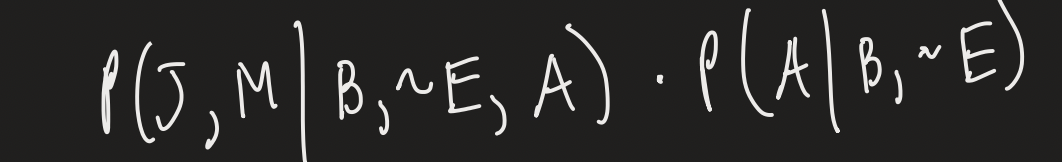 P(J, M | B, ~E, A) · P(A | B, ~E)